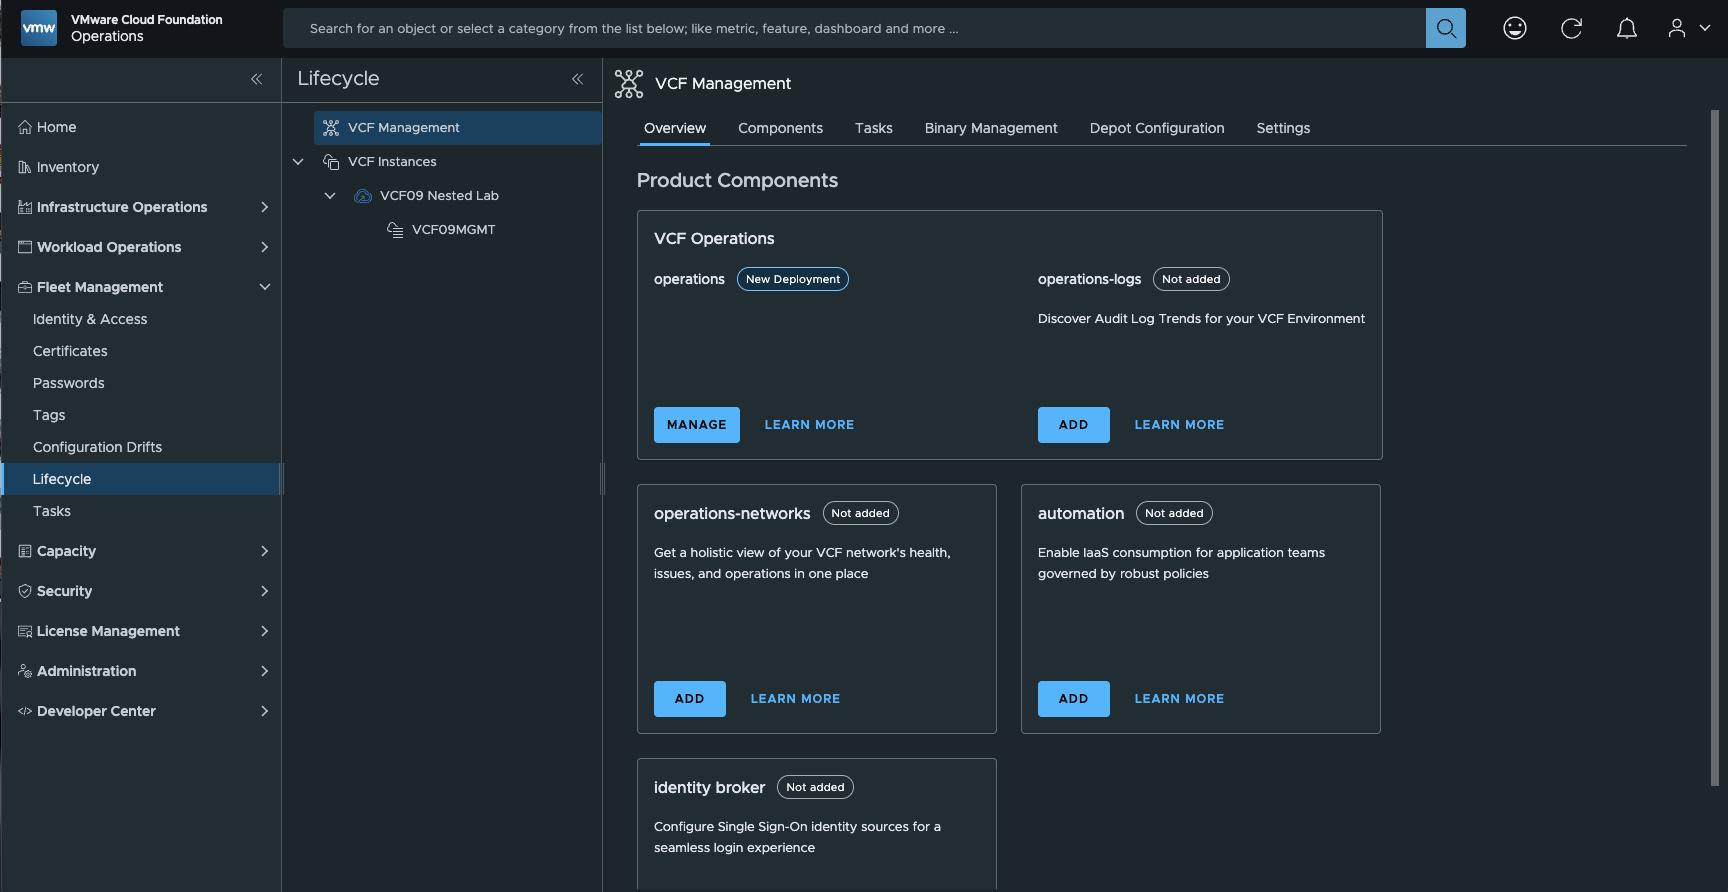 vmw
VMware Cloud Foundation
Operations
Search for an object or select a category from the list below; like metric, feature, dashboard and more ...
Home
Inventory
Infrastructure Operations
Workload Operations
Fleet Management
Identity & Access
Certificates
Passwords
Tags
Configuration Drifts
Lifecycle
Tasks
Capacity
Security
License Management
Administration
Developer Center
Lifecycle
VCF Management
VCF Instances
VCF09 Nested Lab
VCF09MGMT
VCF Management
Overview Components Tasks Binary Management Depot Configuration Settings
Product Components
VCF Operations
operations New Deployment
MANAGE LEARN MORE
operations-logs Not added
Discover Audit Log Trends for your VCF Environment
ADD LEARN MORE
operations-networks Not added
Get a holistic view of your VCF network's health,
issues, and operations in one place
ADD LEARN MORE
automation Not added
Enable IaaS consumption for application teams
governed by robust policies
ADD LEARN MORE
identity broker Not added
Configure Single Sign-On identity sources for a
seamless login experience